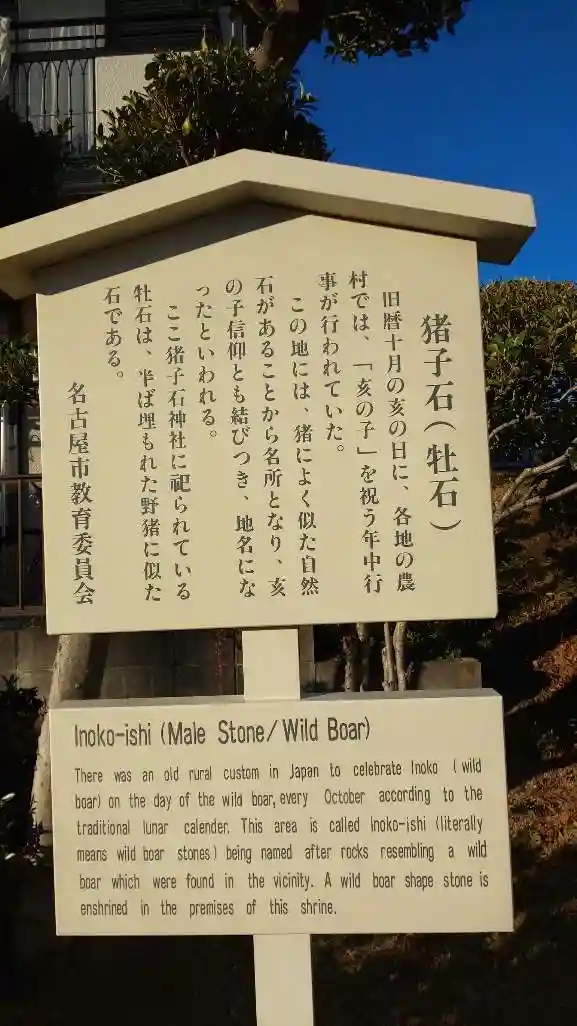 猪子石(牡石)
旧暦十月の亥の日に、各地の農
村では、「亥の子」を祝う年中行
事が行われていた。
この地には、猪によく似た自然
石があることから名所となり、亥
の子信仰とも結びつき、地名にな
ったといわれる。
ここ猪子石神社に祀られている
牡石は、半ば埋もれた野猪に似た
石である。
名古屋市教育委員会
Inoko-ishi (Male Stone/Wild Boar)
There was an old rural custom in Japan to celebrate Inoko (wild
boar) on the day of the wild boar, every October according to the
traditional lunar calender. This area is called Inoko-ishi (literally
means wild boar stones) being named after rocks resembling a wild
boar which were found in the vicinity. A wild boar shape stone is
enshrined in the premises of this shrine.